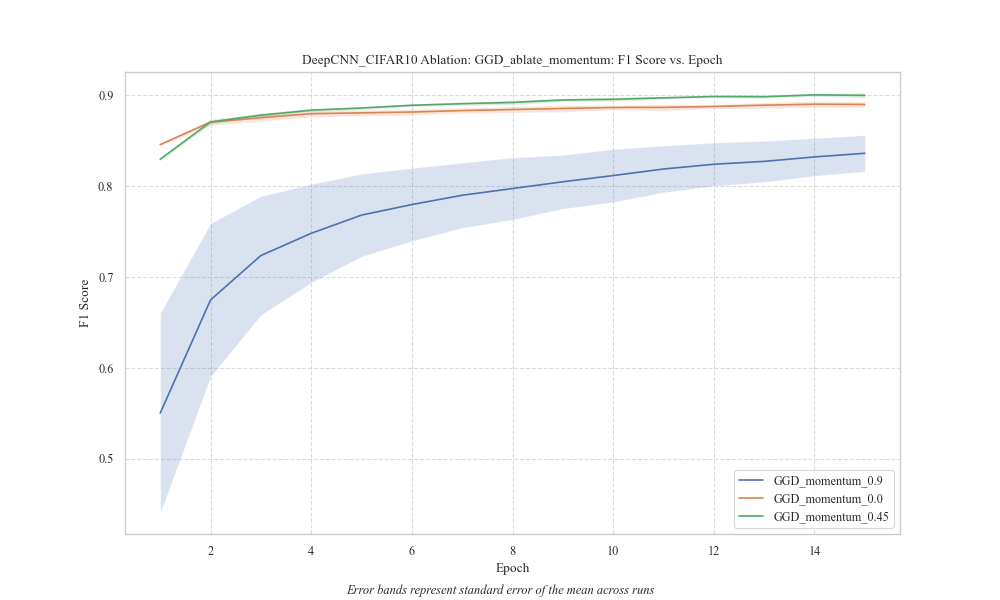 DeepCNN_CIFAR10 Ablation: GGD_ablate_momentum: F1 Score vs. Epoch
F1 Score
0.9
0.8
0.7
0.6
0.5
GGD_momentum_0.9
GGD_momentum_0.0
GGD_momentum_0.45
2 4 6 8 10 12 14
Epoch
Error bands represent standard error of the mean across runs